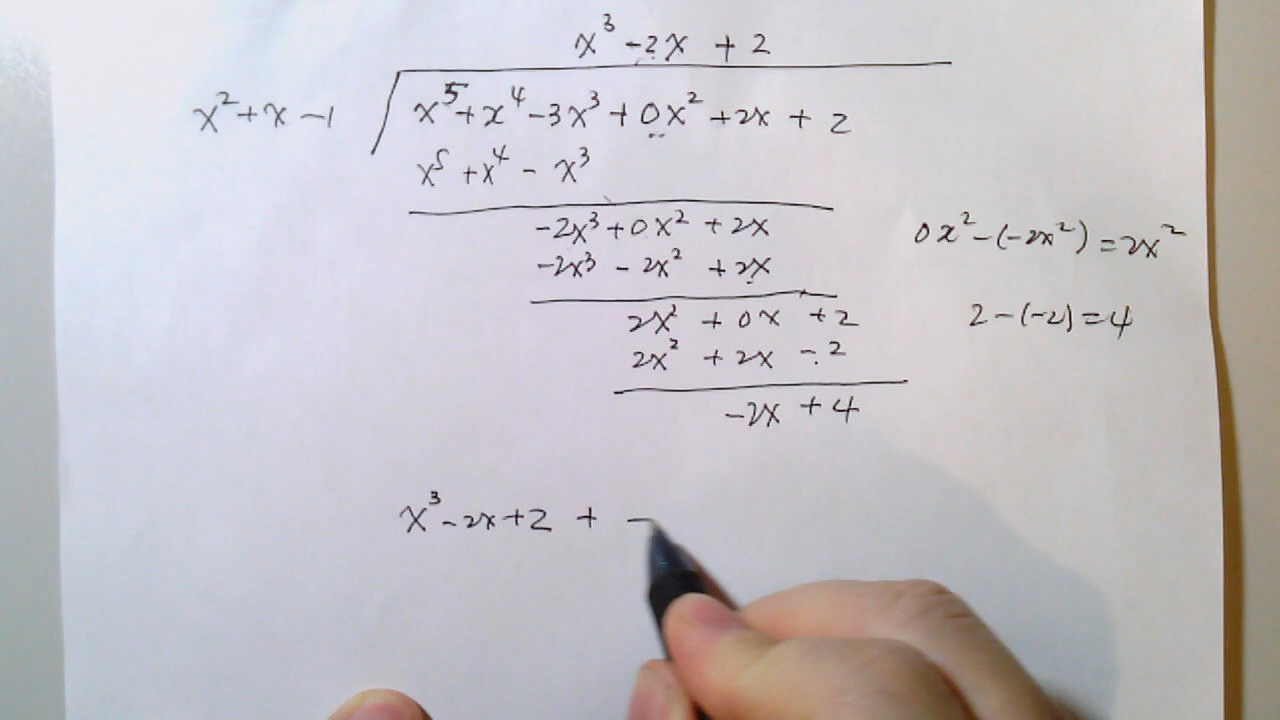 x³ - 2x + 2
x² + x - 1
x⁵ + x⁴ - 3x³ + 0x² + 2x + 2
x⁵ + x⁴ - x³
-2x³ + 0x² + 2x
-2x³ - 2x² + 2x
0x² - (-2x²) = 2x²
2x² + 0x + 2
2 - (-2) = 4
2x² + 2x - 2
-2x + 4
x³ - 2x + 2 +